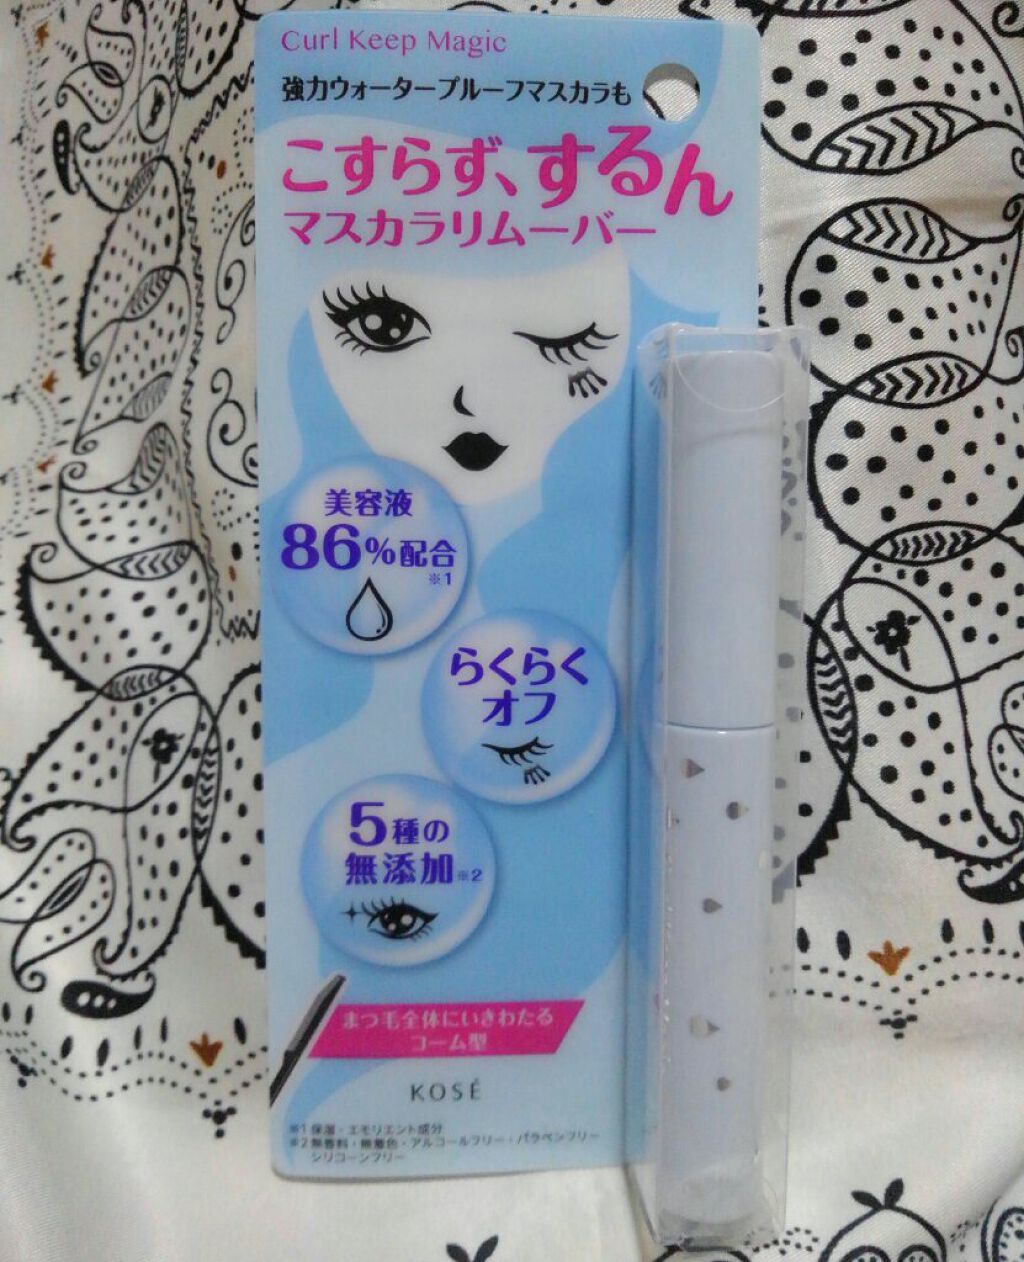 Curl Keep Magic
強力ウォータープルーフマスカラも
こすらず、するん
マスカラリムーバー
美容液
86%配合
※1
らくらく
オフ
5種の
無添加※2
まつ毛全体にいきわたる
コーム型
KOSÉ
※1 保湿・エモリエント成分
※2 無香料・無着色・アルコールフリー・パラベンフリー
シリコーンフリー